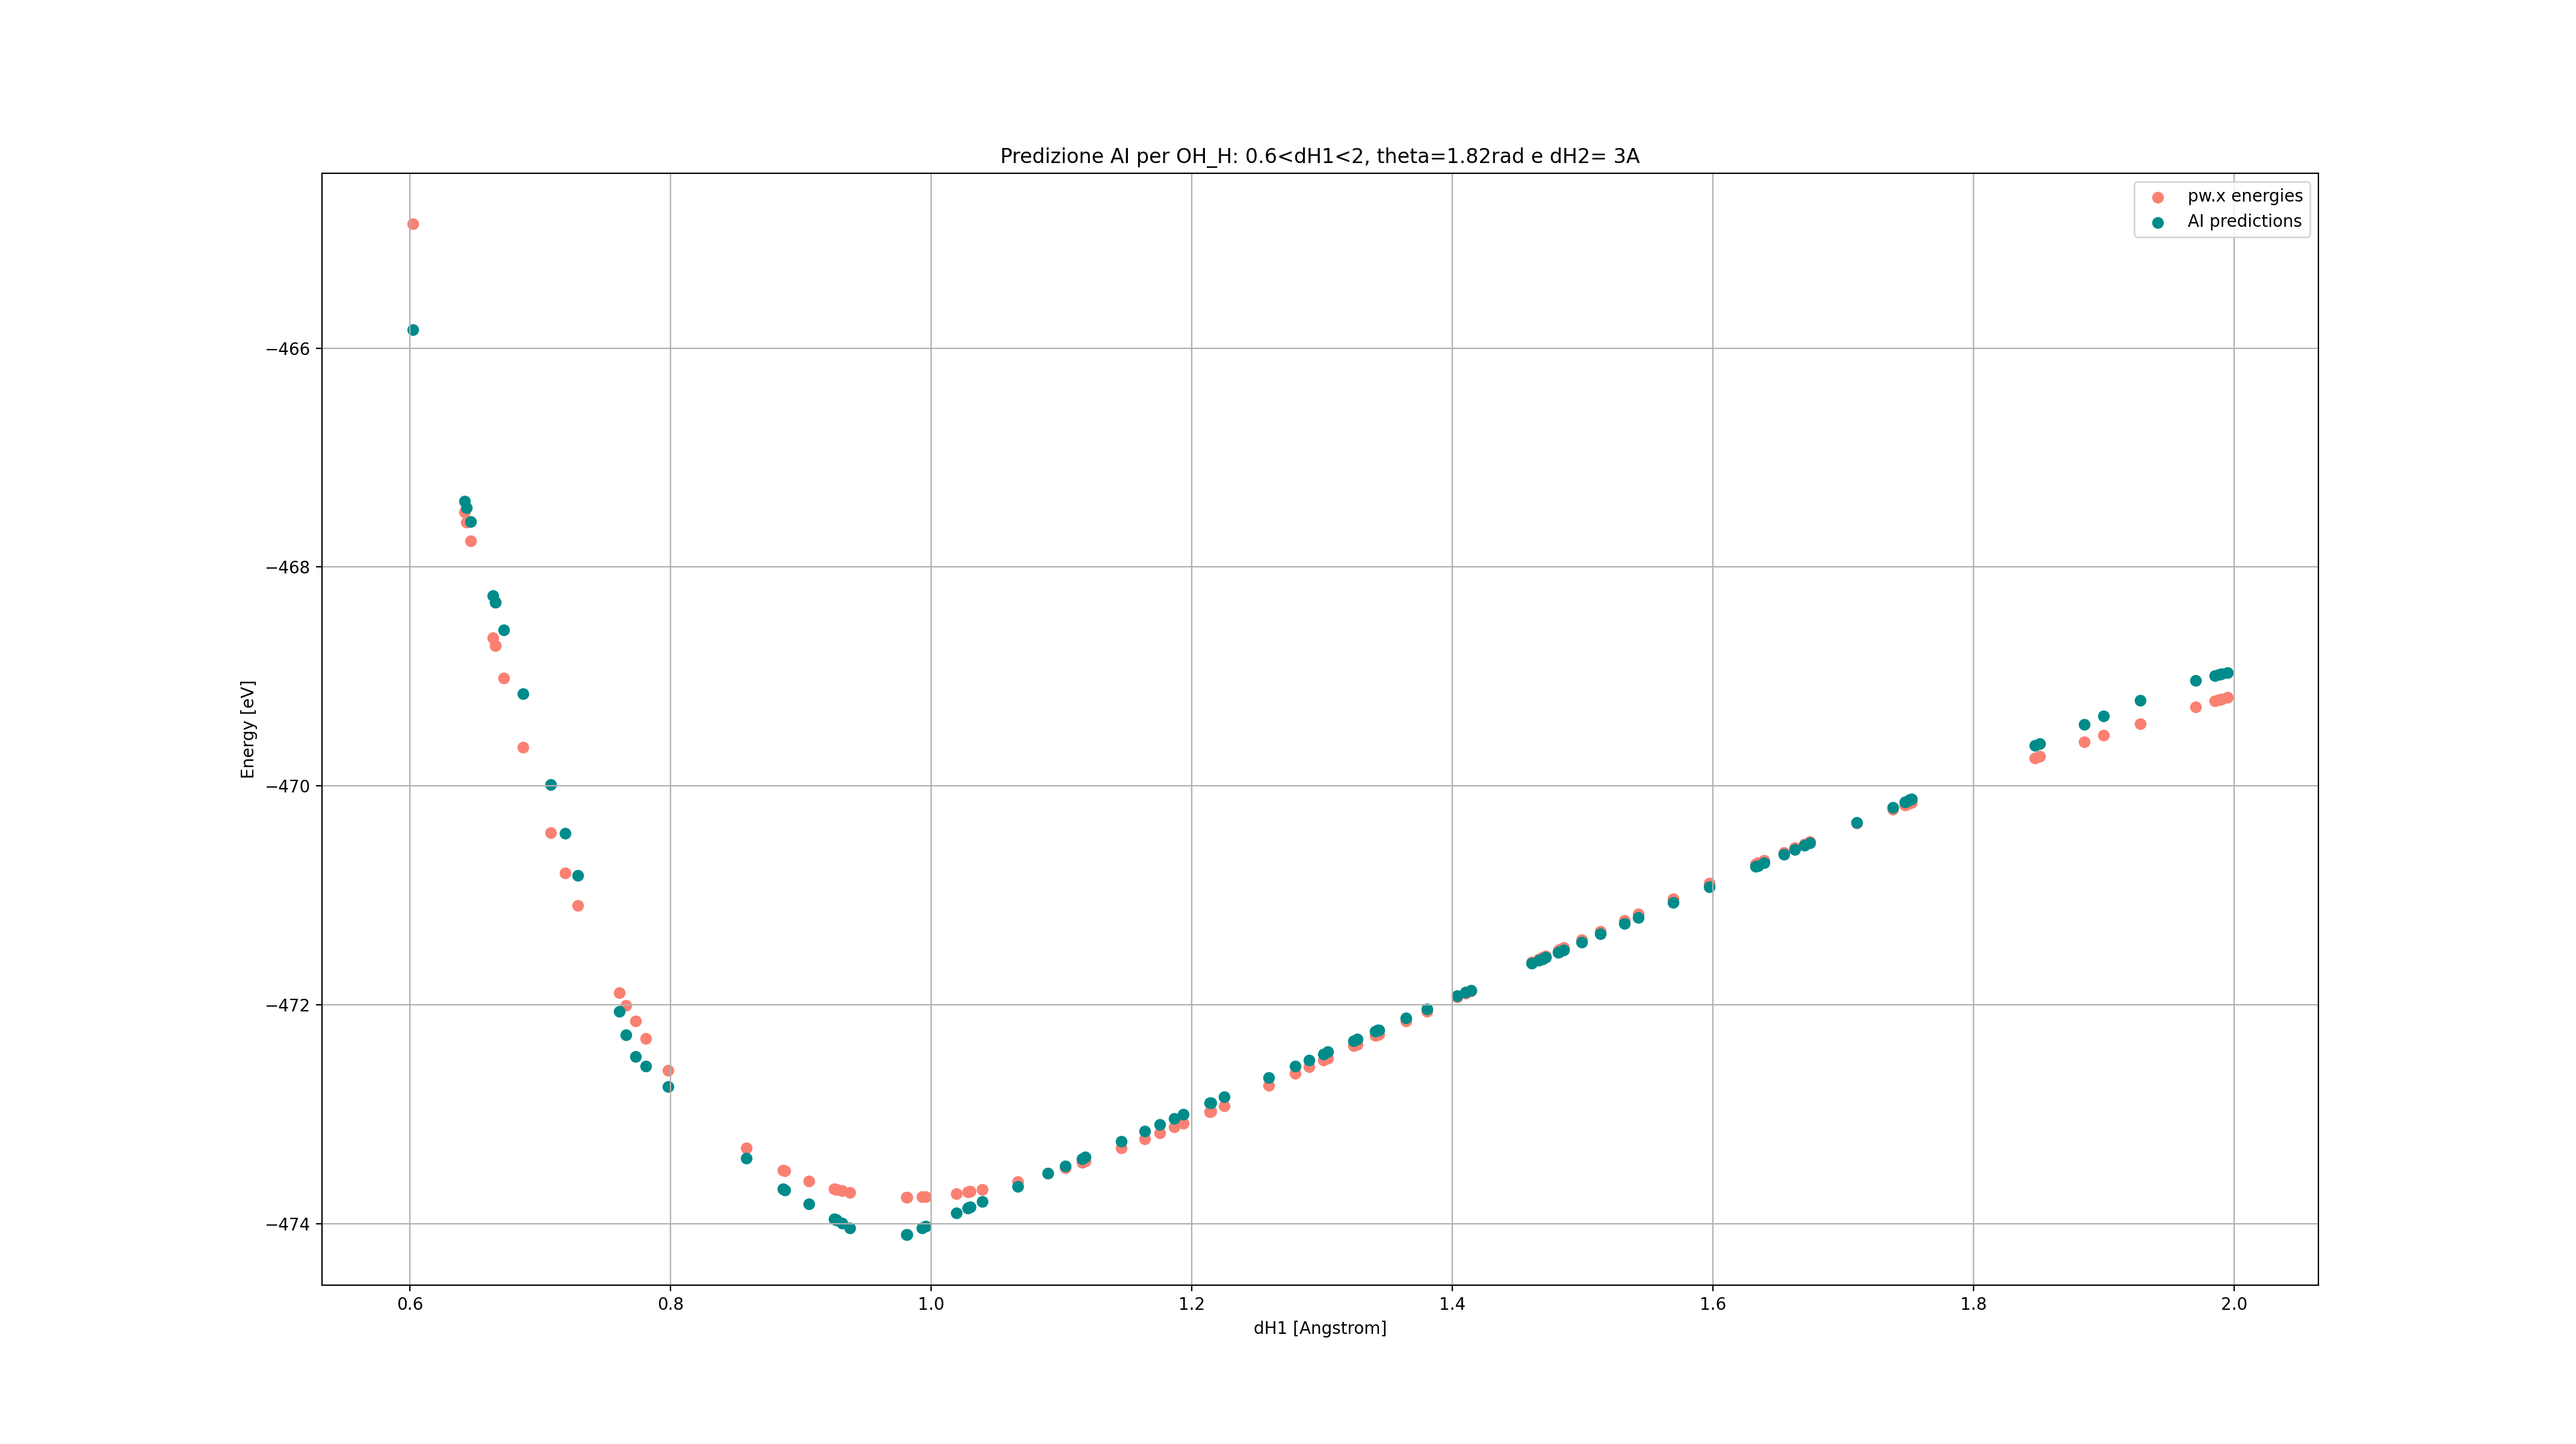 Predizione AI per OH_H: 0.6<dH1<2, theta=1.82rad e dH2= 3A
pw.x energies
AI predictions
−466
−468
−470
−472
−474
Energy [eV]
0.6 0.8 1.0 1.2 1.4 1.6 1.8 2.0
dH1 [Angstrom]